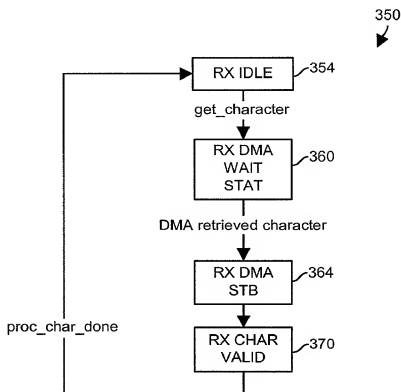 350
RX IDLE 354
get_character
RX DMA
WAIT 360
STAT
DMA retrieved character
RX DMA 364
STB
proc_char_done
RX CHAR 370
VALID